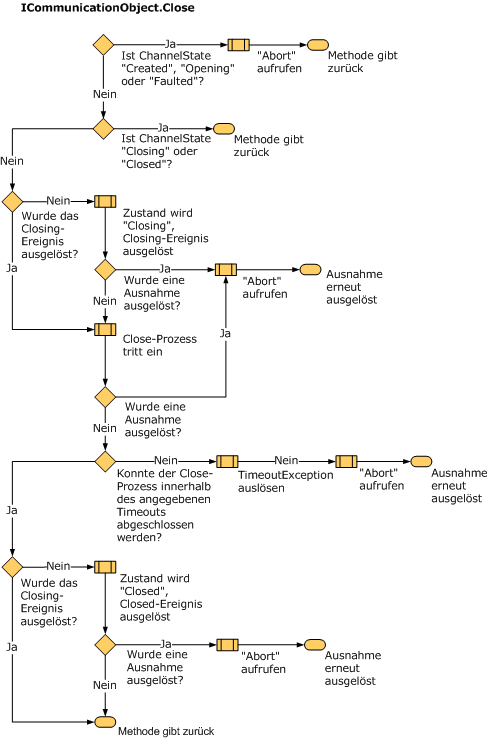 ICommunicationObject.Close
Ja
Ist ChannelState
"Created", "Opening"
oder "Faulted"?
"Abort"
aufrufen
Methode gibt
zurück
Nein
Ja
Ist ChannelState
"Closing" oder
"Closed"?
Methode gibt
zurück
Nein
Nein
Wurde das
Closing-
Ereignis
ausgelöst?
Zustand wird
"Closing",
Closing-Ereignis
ausgelöst
Ja
Ja
Wurde eine
Ausnahme
ausgelöst?
"Abort"
aufrufen
Ausnahme
erneut
ausgelöst
Nein
Close-Prozess
tritt ein
Ja
Wurde eine
Ausnahme
ausgelöst?
Nein
Nein
Konnte der Close-
Prozess innerhalb
des angegebenen
Timeouts
abgeschlossen
werden?
Nein
TimeoutException
auslösen
"Abort"
aufrufen
Ausnahme
erneut
ausgelöst
Ja
Nein
Wurde das
Closing-
Ereignis
ausgelöst?
Zustand wird
"Closed",
Closed-Ereignis
ausgelöst
Ja
Ja
Wurde eine
Ausnahme
ausgelöst?
"Abort"
aufrufen
Ausnahme
erneut
ausgelöst
Nein
Methode gibt zurück